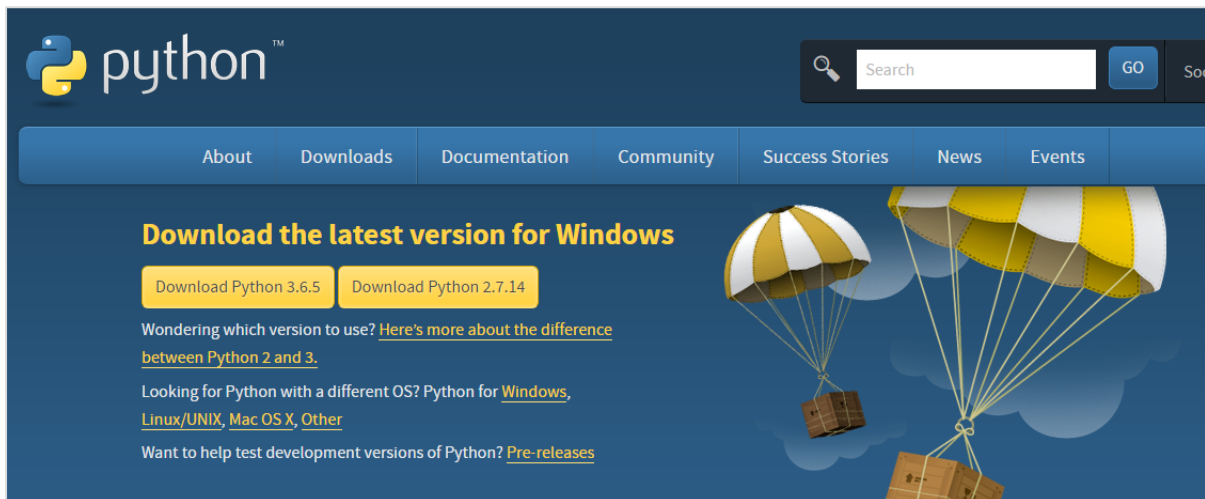 python™
Search
GO
About Downloads Documentation Community Success Stories News Events
Download the latest version for Windows
Download Python 3.6.5 Download Python 2.7.14
Wondering which version to use? Here's more about the difference
between Python 2 and 3.
Looking for Python with a different OS? Python for Windows,
Linux/UNIX, Mac OS X, Other
Want to help test development versions of Python? Pre-releases